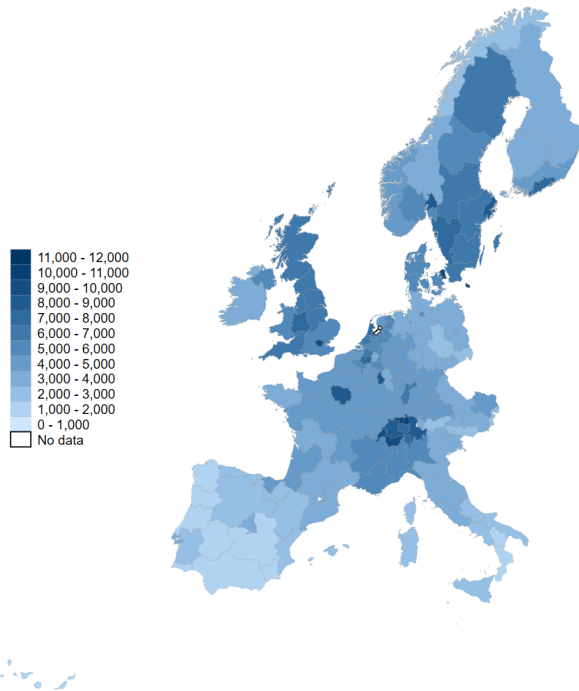 11,000 - 12,000
10,000 - 11,000
9,000 - 10,000
8,000 - 9,000
7,000 - 8,000
6,000 - 7,000
5,000 - 6,000
4,000 - 5,000
3,000 - 4,000
2,000 - 3,000
1,000 - 2,000
0 - 1,000
No data